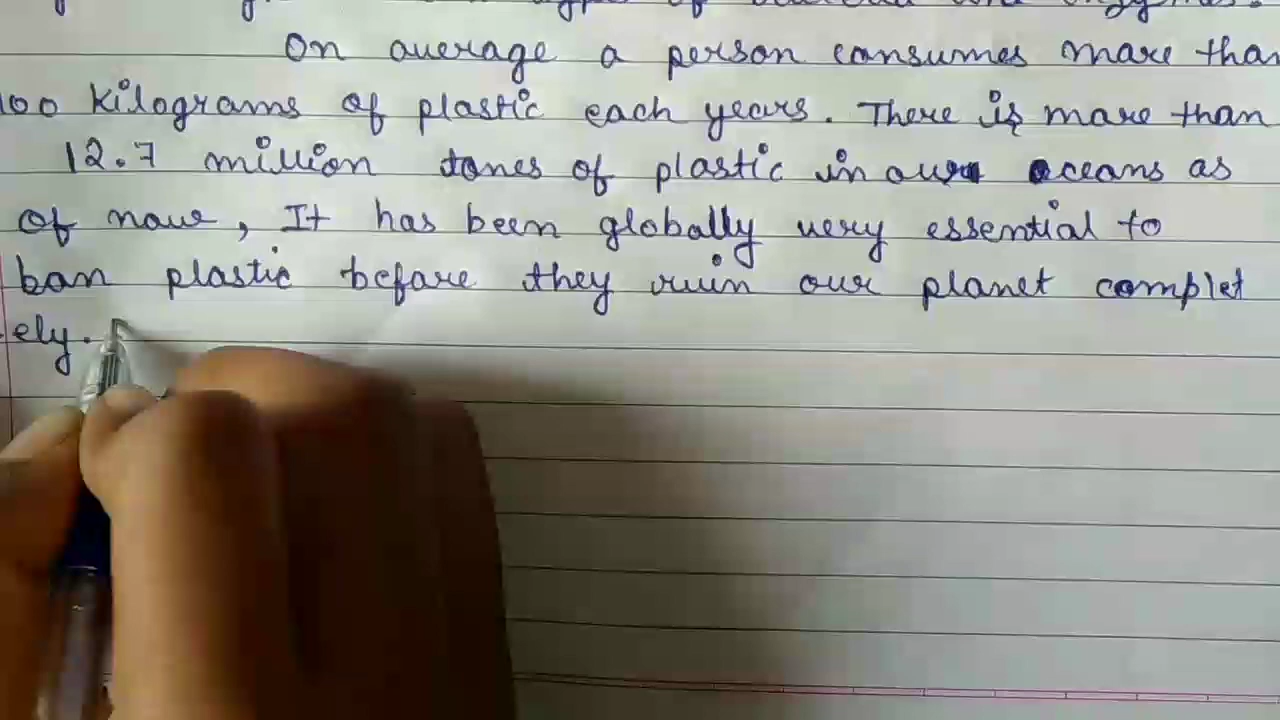 of
On average a person consumes more than
100 kilograms of plastic each years. There is more than
12.7 million tones of plastic in our oceans as
of now, It has been globally very essential to
ban plastic before they ruin our planet complet
ely.